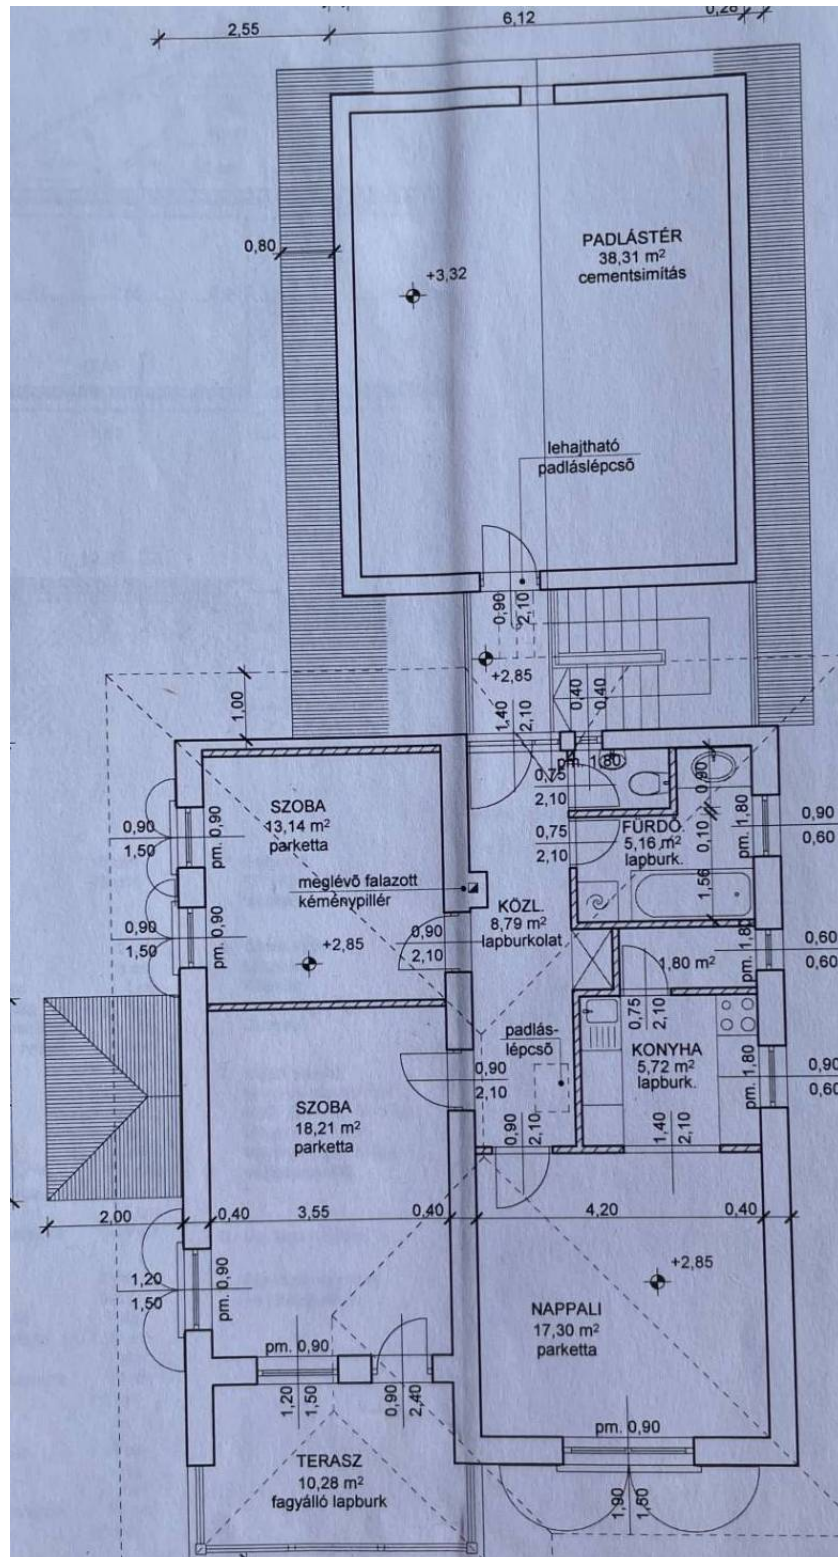 2,55
6,12
0,28
0,80
+3,32
PADLÁSTÉR
38,31 m²
cementsimítás
lehajtható
padláslépcső
0,90
2,10
+2,85
0,40
0,40
1,00
1,40
2,10
pm. 1,80
0,75
2,10
0,90
SZOBA
13,14 m²
parketta
0,90
1,50
pm. 0,90
0,75
2,10
FÜRDŐ
5,16 m²
lapburk.
0,10
1,56
pm. 1,80
0,90
0,60
meglévő falazott
kéménypillér
KÖZL.
8,79 m²
lapburkolat
0,90
1,50
pm. 0,90
+2,85
0,90
2,10
1,80 m²
pm. 1,8
0,60
0,60
0,75
2,10
padlás-
lépcső
KONYHA
5,72 m²
lapburk.
pm. 1,80
0,90
0,60
0,90
2,10
SZOBA
18,21 m²
parketta
0,90
2,10
1,40
2,10
2,00
0,40
3,55
0,40
4,20
0,40
1,20
1,50
pm. 0,90
+2,85
NAPPALI
17,30 m²
parketta
pm. 0,90
1,20
1,50
0,90
2,40
pm. 0,90
TERASZ
10,28 m²
fagyálló lapburk
1,90
1,60